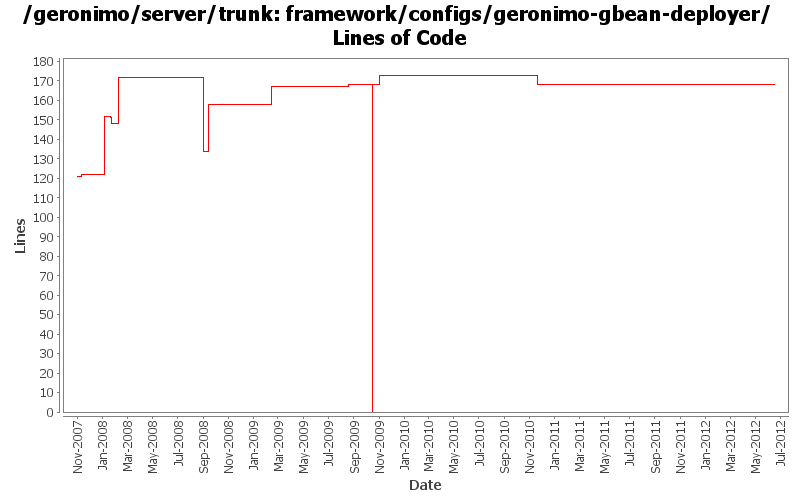 /geronimo/server/trunk: framework/configs/geronimo-gbean-deployer/
Lines of Code
180
170
160
150
140
130
120
110
100
90
80
70
60
50
40
30
20
10
0
Lines
Nov-2007
Jan-2008
Mar-2008
May-2008
Jul-2008
Sep-2008
Nov-2008
Jan-2009
Mar-2009
May-2009
Jul-2009
Sep-2009
Nov-2009
Jan-2010
Mar-2010
May-2010
Jul-2010
Sep-2010
Nov-2010
Jan-2011
Mar-2011
May-2011
Jul-2011
Sep-2011
Nov-2011
Jan-2012
Mar-2012
May-2012
Jul-2012
Date